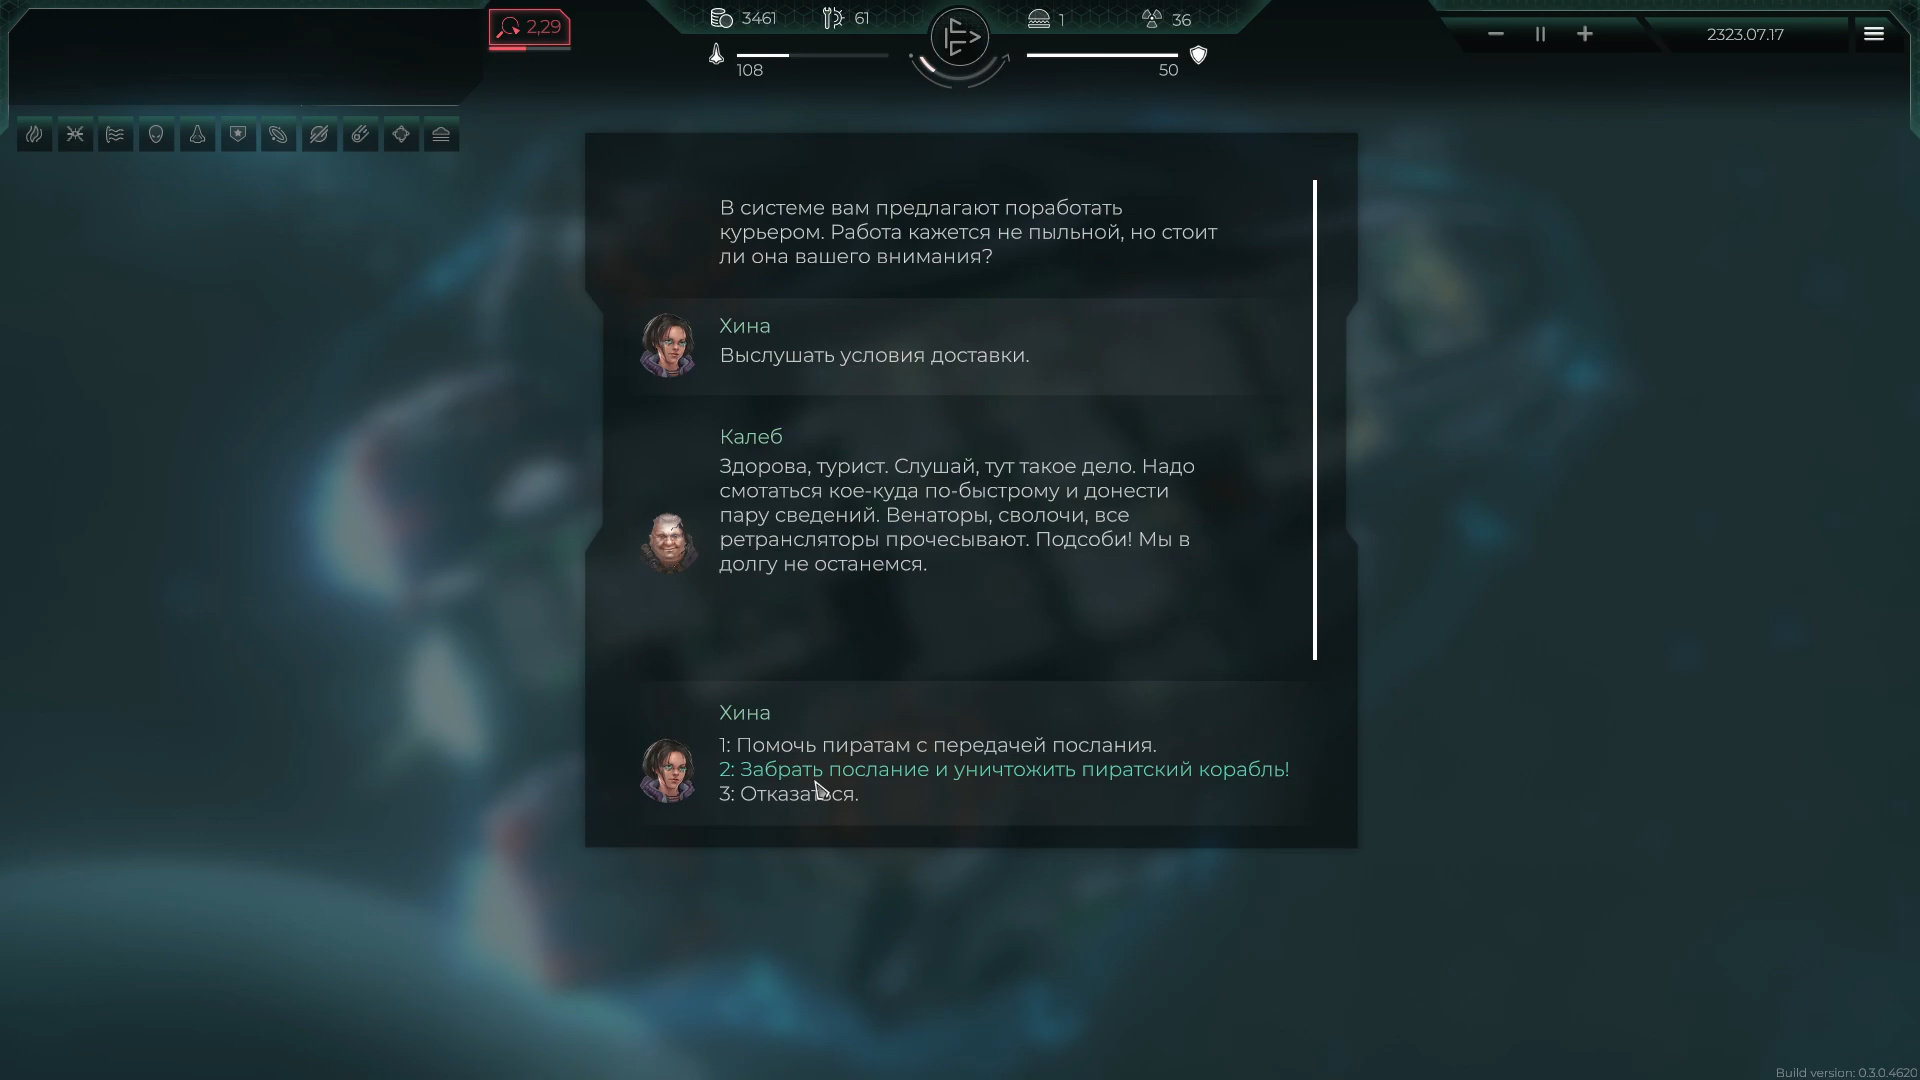 2,29
3461
61
1
36
108
50
2323.07.17
В системе вам предлагают поработать
курьером. Работа кажется не пыльной, но стоит
ли она вашего внимания?
Хина
Выслушать условия доставки.
Калеб
Здорова, турист. Слушай, тут такое дело. Надо
смотаться кое-куда по-быстрому и донести
пару сведений. Венаторы, сволочи, все
ретрансляторы прочесывают. Подсоби! Мы в
долгу не останемся.
Хина
1: Помочь пиратам с передачей послания.
2: Забрать послание и уничтожить пиратский корабль!
3: Отказаться.
Build version: 0.3.0.4620